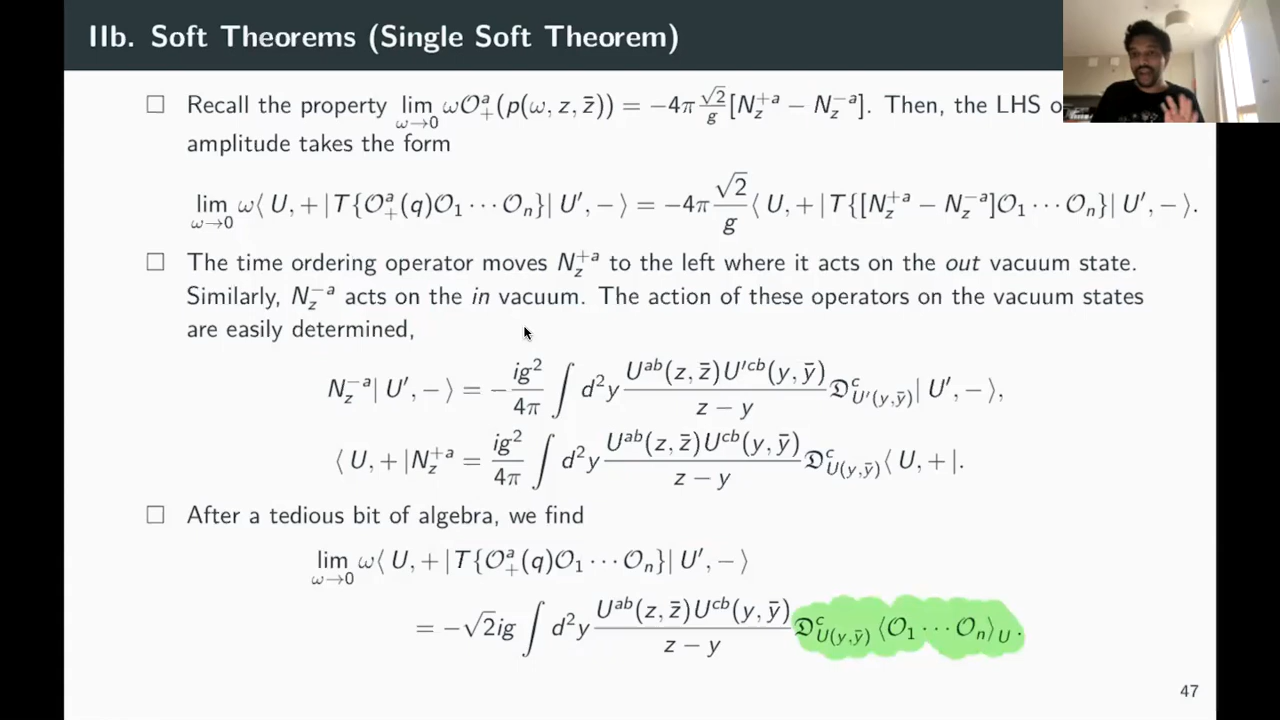 IIb. Soft Theorems (Single Soft Theorem)
☐ Recall the property lim_{ω→0} ωO^a_+(p(ω, z, z̄)) = −4π (√2/g) [N_z^{+a} − N_z^{−a}]. Then, the LHS o
amplitude takes the form
lim_{ω→0} ω⟨ U, + | T{O^a_+(q)O_1 ⋯ O_n}| U′, − ⟩ = −4π (√2/g) ⟨ U, + | T{[N_z^{+a} − N_z^{−a}]O_1 ⋯ O_n}| U′, − ⟩.
☐ The time ordering operator moves N_z^{+a} to the left where it acts on the out vacuum state.
Similarly, N_z^{−a} acts on the in vacuum. The action of these operators on the vacuum states
are easily determined,
N_z^{−a}| U′, − ⟩ = − (ig²/4π) ∫ d²y (U^{ab}(z, z̄)U′^{cb}(y, ȳ))/(z − y) 𝔇^c_{U′(y,ȳ)}| U′, − ⟩,
⟨ U, + |N_z^{+a} = (ig²/4π) ∫ d²y (U^{ab}(z, z̄)U^{cb}(y, ȳ))/(z − y) 𝔇^c_{U(y,ȳ)}⟨ U, + |.
☐ After a tedious bit of algebra, we find
lim_{ω→0} ω⟨ U, + | T{O^a_+(q)O_1 ⋯ O_n}| U′, − ⟩
= −√2ig ∫ d²y (U^{ab}(z, z̄)U^{cb}(y, ȳ))/(z − y) 𝔇^c_{U(y,ȳ)} ⟨O_1 ⋯ O_n⟩_U.
47